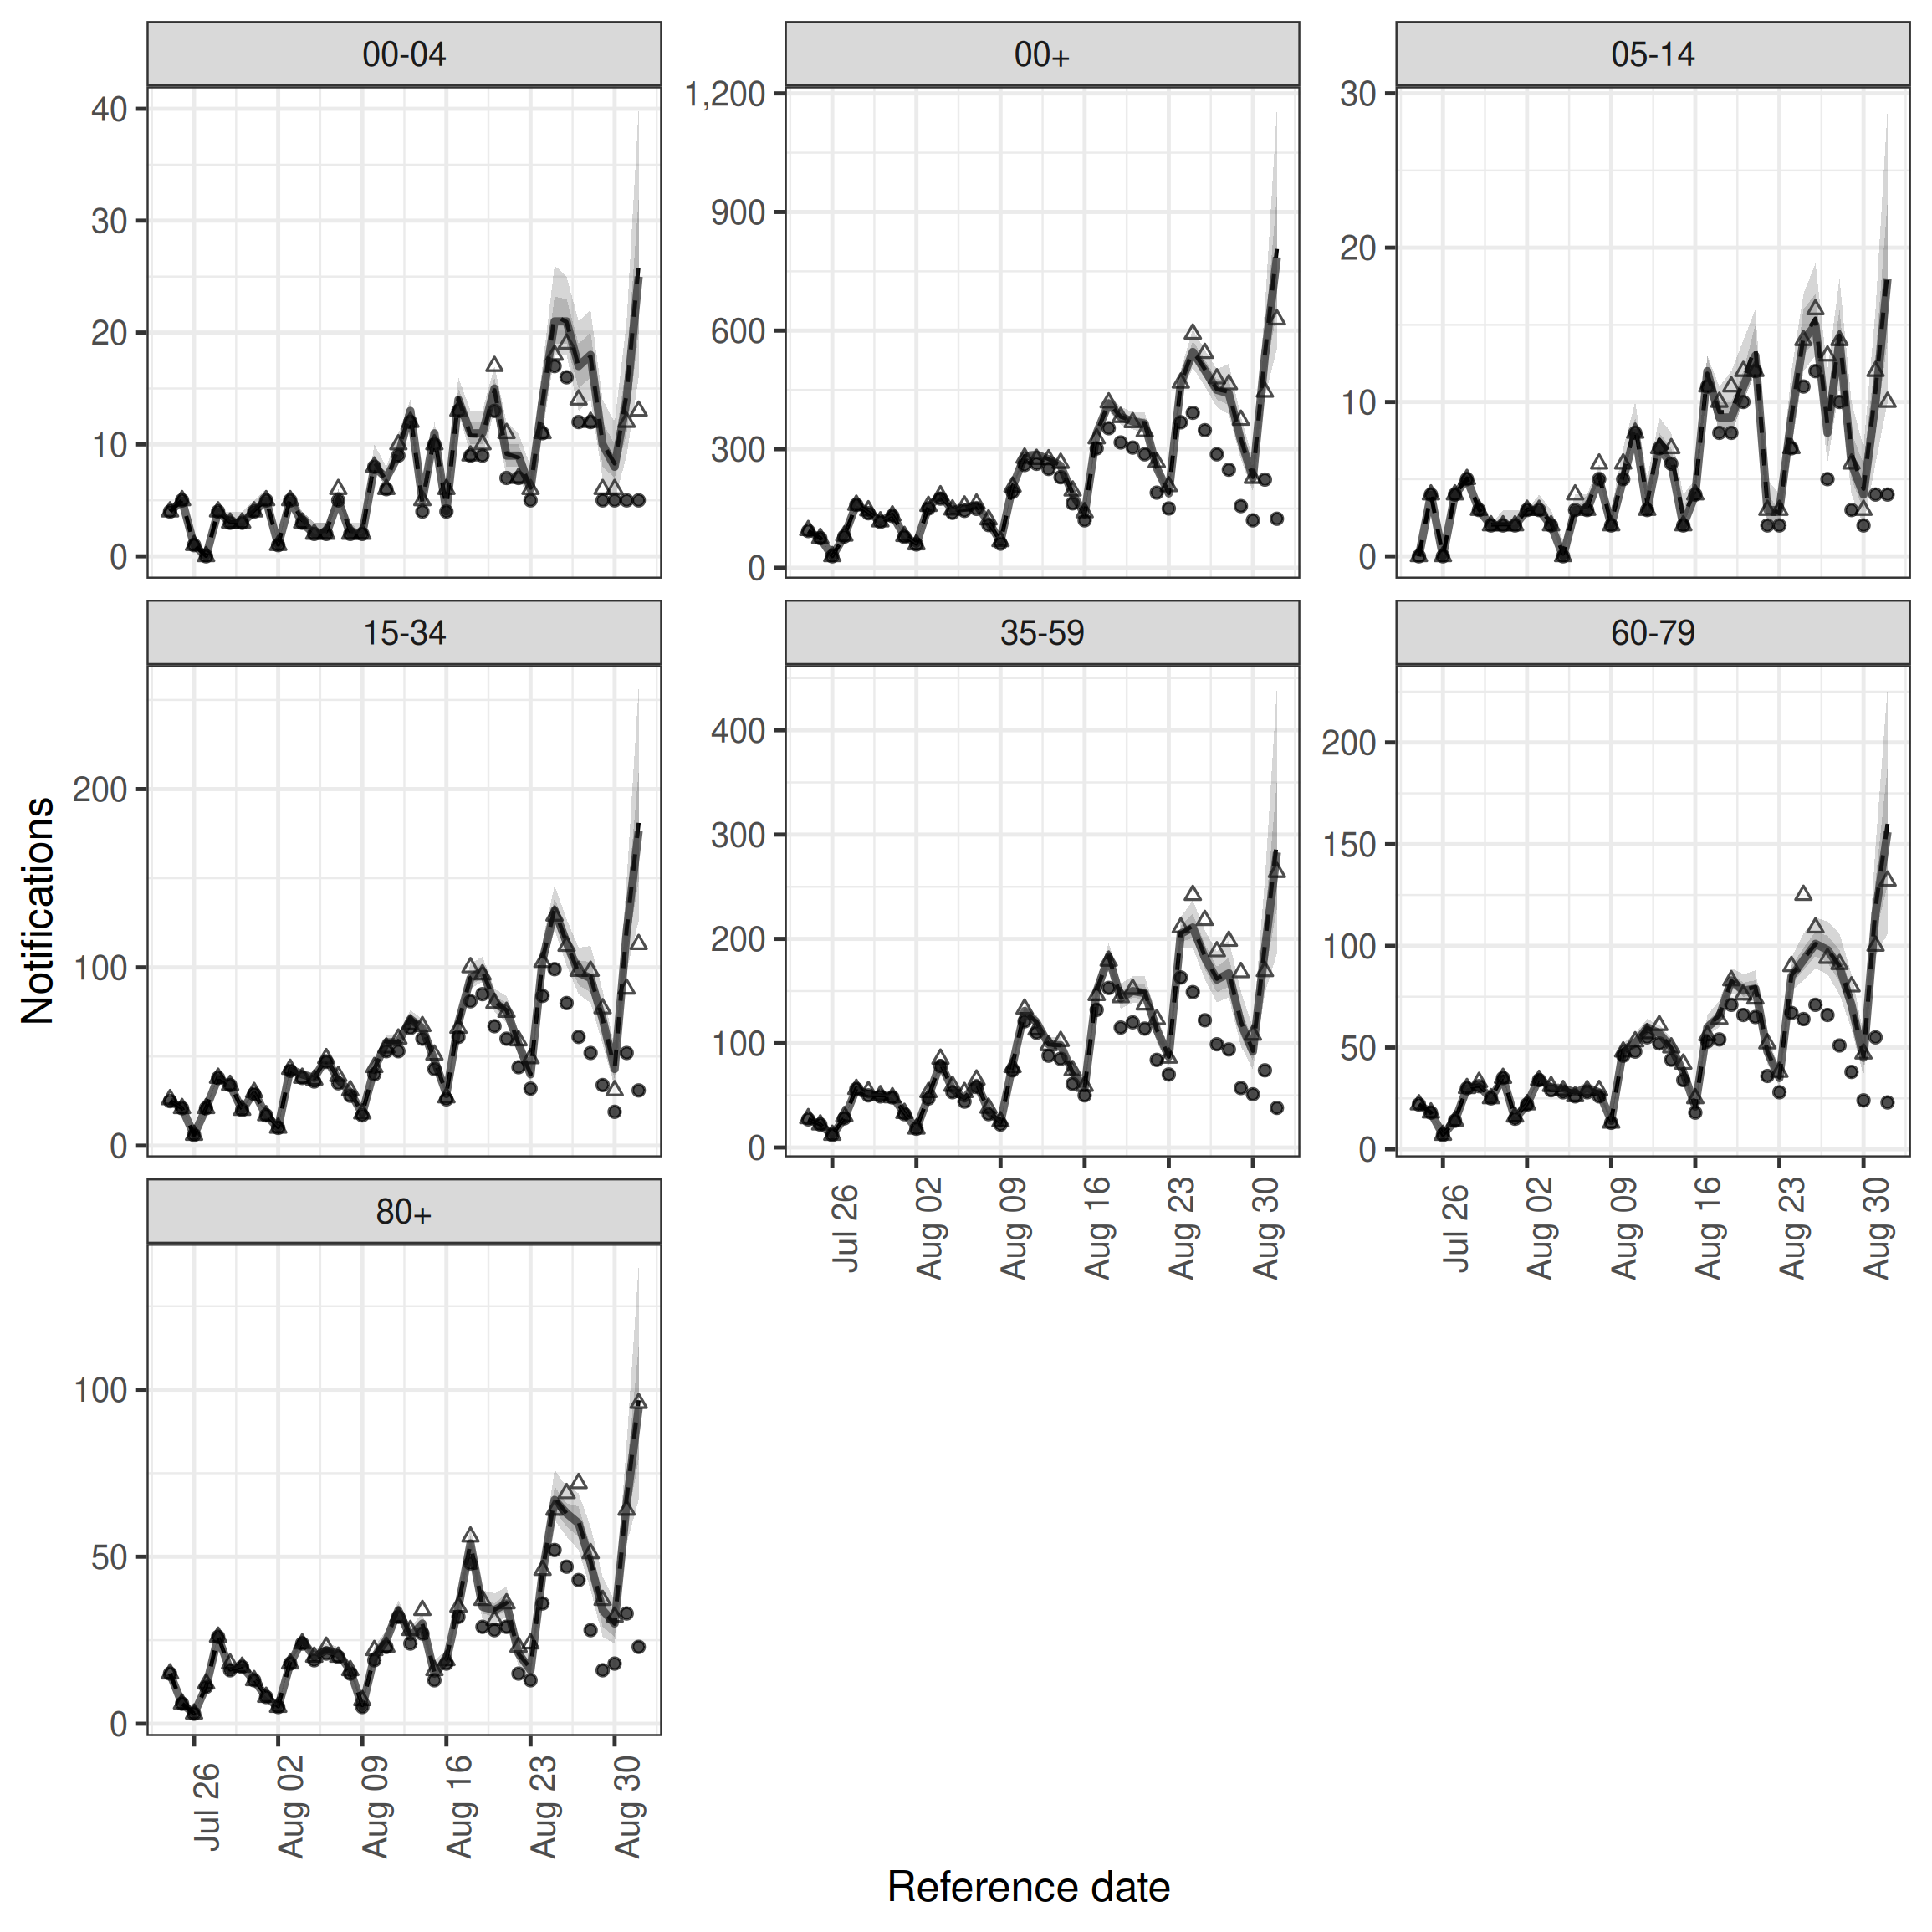 00-04
00+
05-14
40
30
20
10
0
1,200
900
600
300
0
30
20
10
0
15-34
35-59
60-79
200
100
0
400
300
200
100
0
200
150
100
50
0
Jul 26
Aug 02
Aug 09
Aug 16
Aug 23
Aug 30
Jul 26
Aug 02
Aug 09
Aug 16
Aug 23
Aug 30
80+
100
50
0
Jul 26
Aug 02
Aug 09
Aug 16
Aug 23
Aug 30
Notifications
Reference date